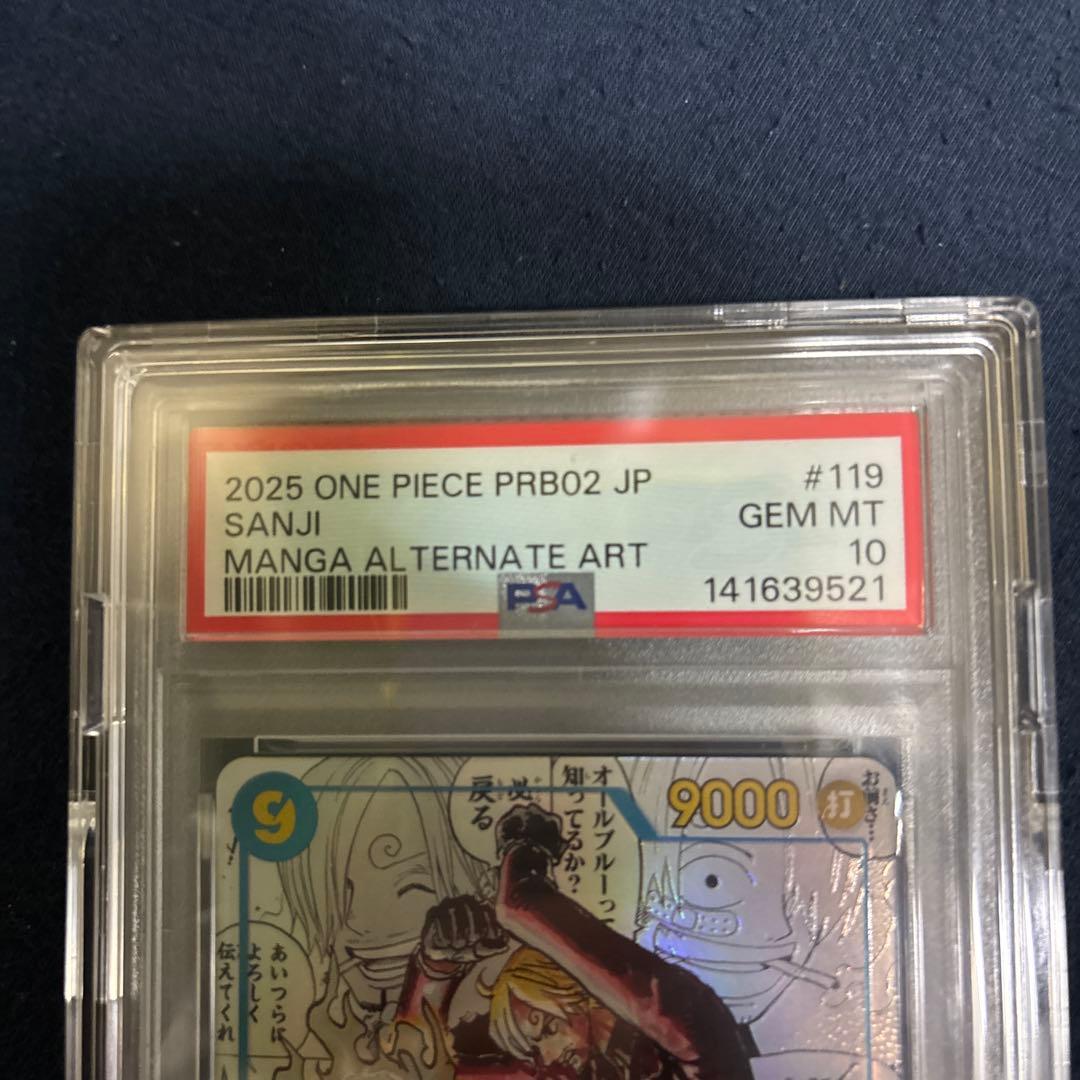 2025 ONE PIECE PRB02 JP #119
SANJI GEM MT
MANGA ALTERNATE ART 10
PSA 141639521
9
9000 打
オールブルーって
知ってるか?
必
戻る
あいつらに
よろしく
伝えてくれ